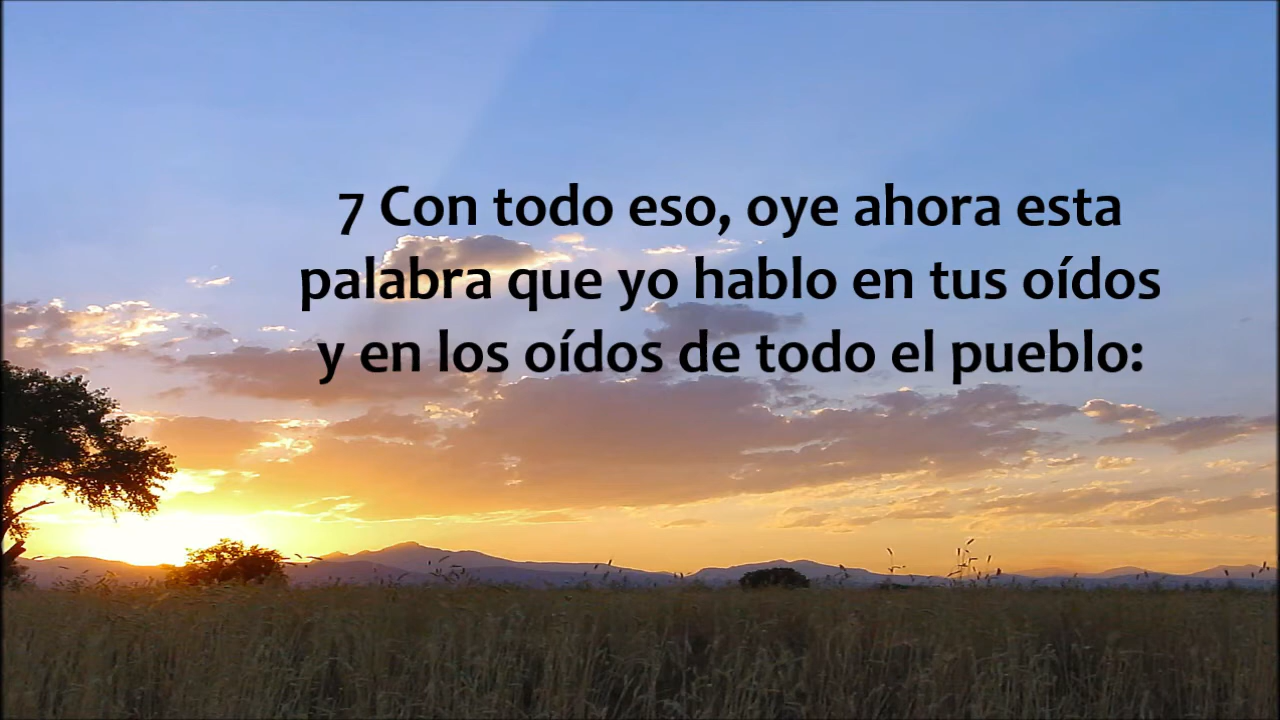 7 Con todo eso, oye ahora esta
palabra que yo hablo en tus oídos
y en los oídos de todo el pueblo: